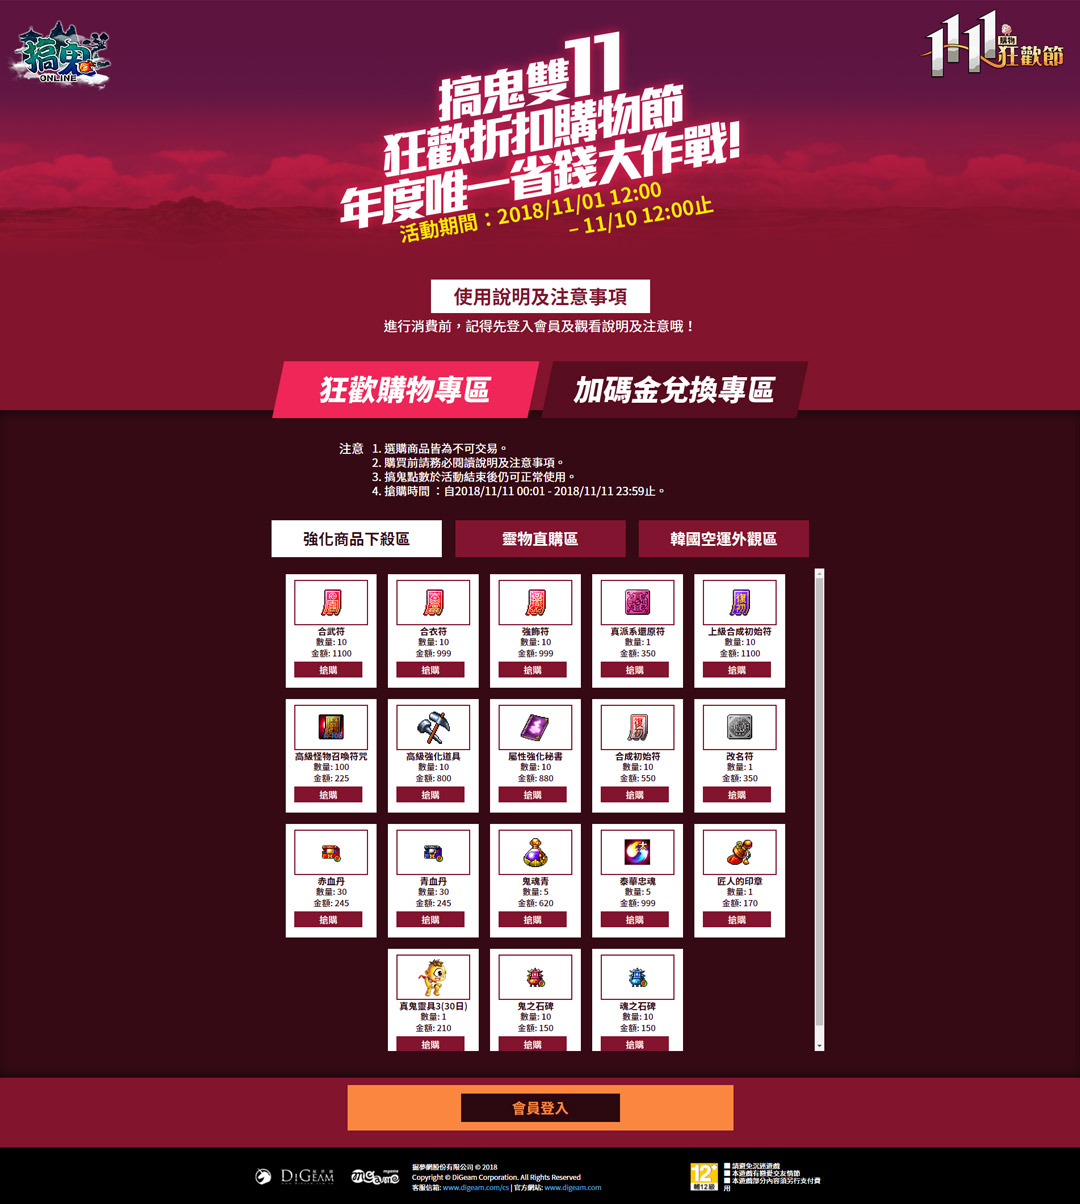 搞鬼
ONLINE
11
購物
狂歡節
搞鬼雙11
狂歡折扣購物節
年度唯一省錢大作戰!
活動期間：2018/11/01 12:00
– 11/10 12:00止
使用說明及注意事項
進行消費前，記得先登入會員及觀看說明及注意哦！
狂歡購物專區 加碼金兌換專區
注意 1. 選購商品皆為不可交易。
2. 購買前請務必閱讀說明及注意事項。
3. 搞鬼點數於活動結束後仍可正常使用。
4. 搶購時間 ：自2018/11/11 00:01 - 2018/11/11 23:59止。
強化商品下殺區 靈物直購區 韓國空運外觀區
合武符 合衣符 強飾符 真派系還原符 上級合成初始符
數量: 10 數量: 10 數量: 10 數量: 1 數量: 10
金額: 1100 金額: 999 金額: 999 金額: 350 金額: 1100
搶購 搶購 搶購 搶購 搶購
高級怪物召喚符咒 高級強化道具 屬性強化秘書 合成初始符 改名符
數量: 100 數量: 10 數量: 10 數量: 10 數量: 1
金額: 225 金額: 800 金額: 880 金額: 550 金額: 350
搶購 搶購 搶購 搶購 搶購
赤血丹 青血丹 鬼魂青 泰華忠魂 匠人的印章
數量: 30 數量: 30 數量: 5 數量: 5 數量: 1
金額: 245 金額: 245 金額: 620 金額: 999 金額: 170
搶購 搶購 搶購 搶購 搶購
真鬼靈具3(30日) 鬼之石碑 魂之石碑
數量: 1 數量: 10 數量: 10
金額: 210 金額: 150 金額: 150
搶購 搶購 搶購
會員登入
DIGEAM
掘夢網股份有限公司 © 2018
Copyright © DiGeam Corporation. All Rights Reserved
客服信箱: www.digeam.com/cs | 官方網站: www.digeam.com
12+
輔12級
請避免沉迷遊戲
本遊戲有戀愛交友情節
本遊戲部分內容須另行支付費
用